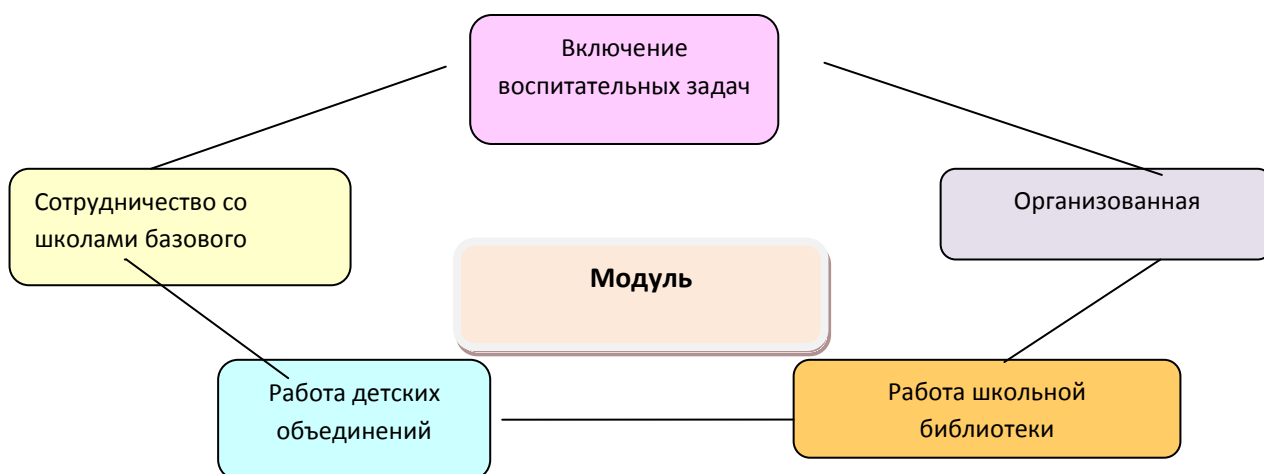 Включение
воспитательных задач
Сотрудничество со
школами базового
Организованная
Модуль
Работа детских
объединений
Работа школьной
библиотеки